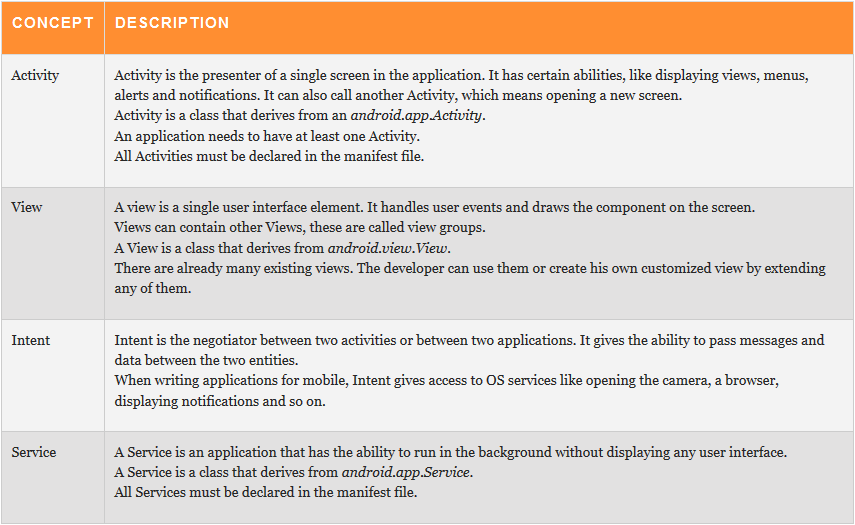 CONCEPT DESCRIPTION
Activity Activity is the presenter of a single screen in the application. It has certain abilities, like displaying views, menus,
alerts and notifications. It can also call another Activity, which means opening a new screen.
Activity is a class that derives from an android.app.Activity.
An application needs to have at least one Activity.
All Activities must be declared in the manifest file.
View A view is a single user interface element. It handles user events and draws the component on the screen.
Views can contain other Views, these are called view groups.
A View is a class that derives from android.view.View.
There are already many existing views. The developer can use them or create his own customized view by extending
any of them.
Intent Intent is the negotiator between two activities or between two applications. It gives the ability to pass messages and
data between the two entities.
When writing applications for mobile, Intent gives access to OS services like opening the camera, a browser,
displaying notifications and so on.
Service A Service is an application that has the ability to run in the background without displaying any user interface.
A Service is a class that derives from android.app.Service.
All Services must be declared in the manifest file.